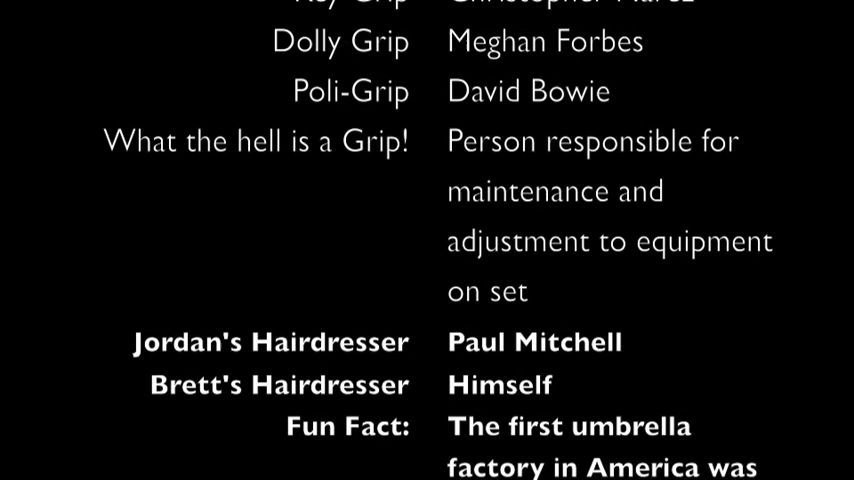 Dolly Grip Meghan Forbes
Poli-Grip David Bowie
What the hell is a Grip! Person responsible for
maintenance and
adjustment to equipment
on set
Jordan's Hairdresser Paul Mitchell
Brett's Hairdresser Himself
Fun Fact: The first umbrella
factory in America was